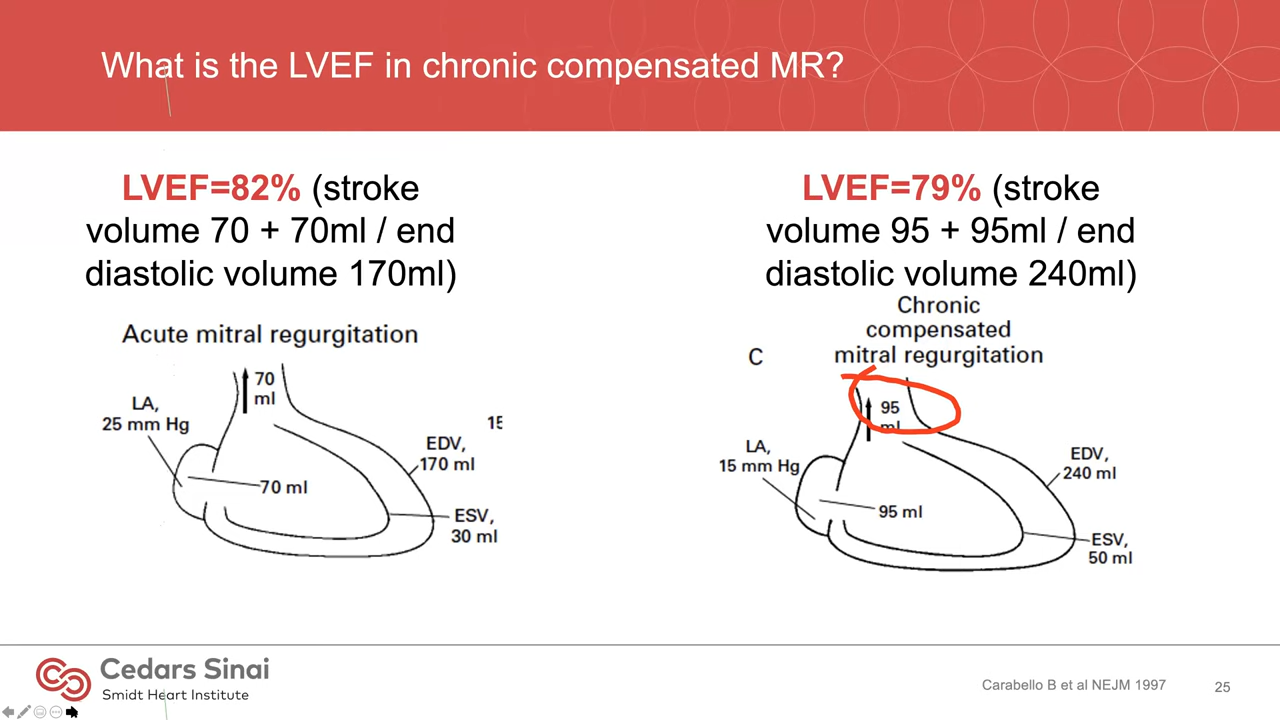 What is the LVEF in chronic compensated MR?
LVEF=82% (stroke
volume 70 + 70ml / end
diastolic volume 170ml)
Acute mitral regurgitation
70
ml
LA,
25 mm Hg
15
EDV,
170 ml
70 ml
ESV,
30 ml
LVEF=79% (stroke
volume 95 + 95ml / end
diastolic volume 240ml)
Chronic
compensated
C mitral regurgitation
95
ml
LA,
15 mm Hg
EDV,
240 ml
95 ml
ESV,
50 ml
Cedars Sinai
Smidt Heart Institute
Carabello B et al NEJM 1997
25